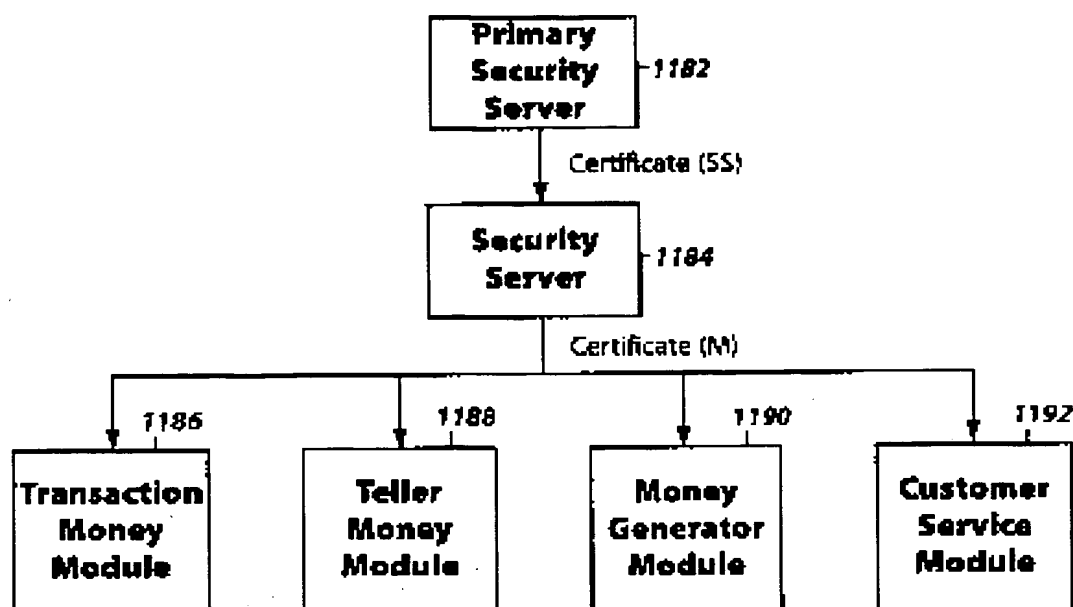 Primary
Security
Server
1182
Certificate (SS)
Security
Server
1184
Certificate (M)
1186
1188
1190
1192
Transaction
Money
Module
Teller
Money
Module
Money
Generator
Module
Customer
Service
Module